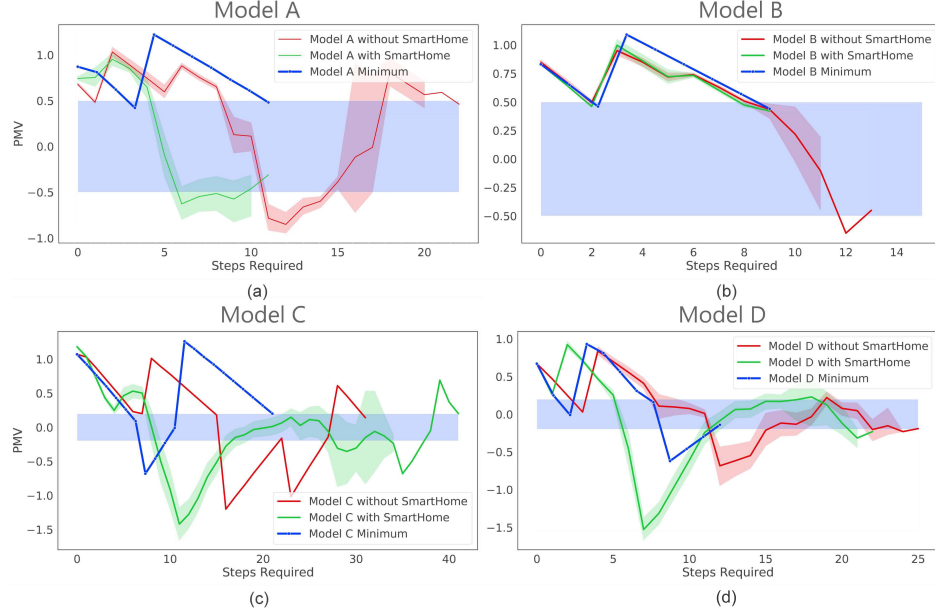 Model A
Model B
Model A without SmartHome
Model A with SmartHome
Model A Minimum
Model B without SmartHome
Model B with SmartHome
Model B Minimum
PMV
1.0
0.5
0.0
−0.5
−1.0
1.00
0.75
0.50
0.25
0.00
−0.25
−0.50
0 5 10 15 20
0 2 4 6 8 10 12 14
Steps Required
Steps Required
(a)
(b)
Model C
Model D
Model C without SmartHome
Model C with SmartHome
Model C Minimum
Model D without SmartHome
Model D with SmartHome
Model D Minimum
PMV
1.0
0.5
0.0
−0.5
−1.0
−1.5
1.0
0.5
0.0
−0.5
−1.0
−1.5
0 10 20 30 40
0 5 10 15 20 25
Steps Required
Steps Required
(c)
(d)